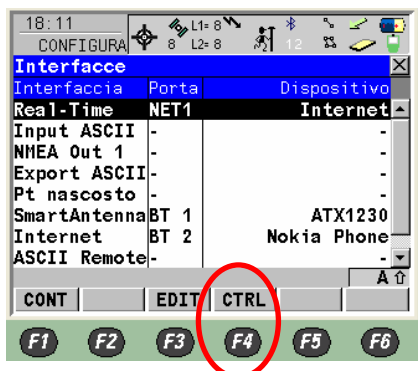 18:11
CONFIGURA
8
L1= 8
L2= 8
12
Interfacce
Interfaccia Porta Dispositivo
Real-Time NET1 Internet
Input ASCII - -
NMEA Out 1 - -
Export ASCII - -
Pt nascosto - -
SmartAntenna BT 1 ATX1230
Internet BT 2 Nokia Phone
ASCII Remote - -
A
CONT EDIT CTRL
F1 F2 F3 F4 F5 F6